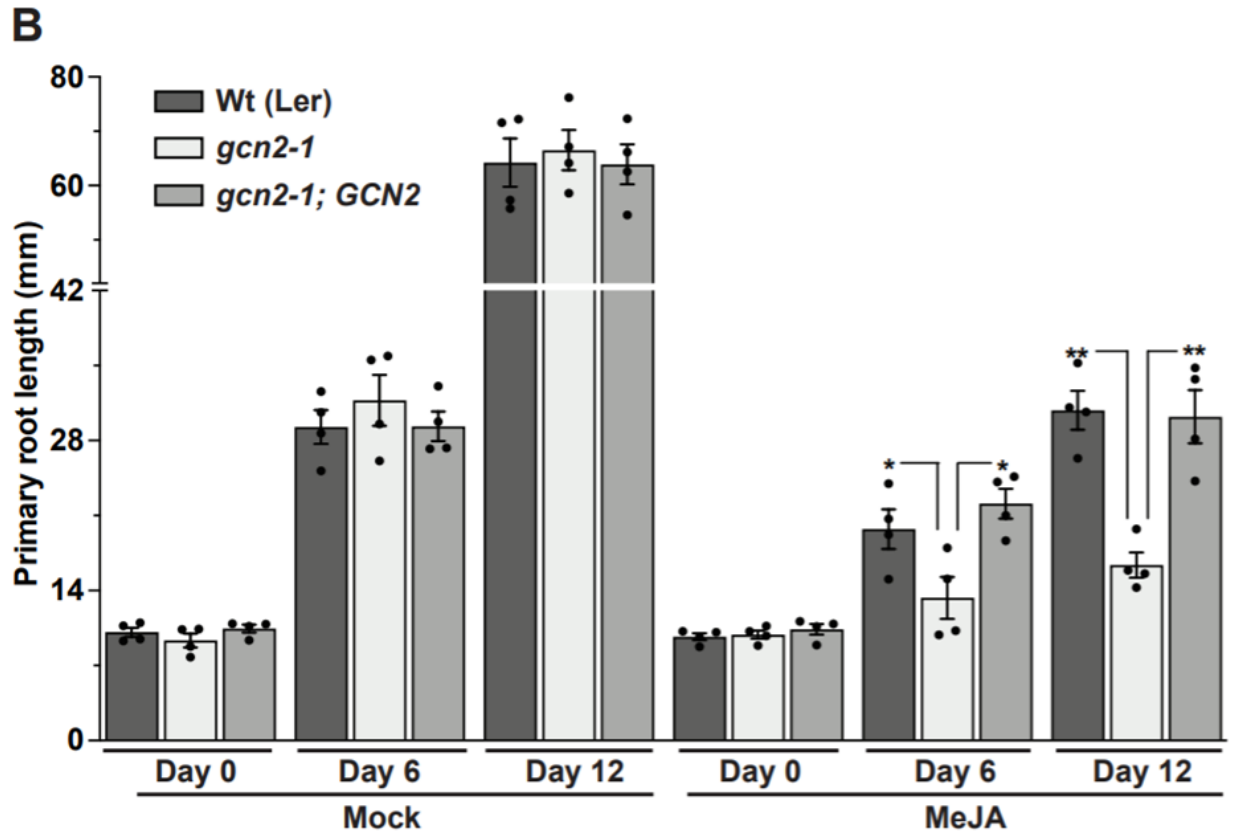 B
Primary root length (mm)
80
60
42
28
14
0
Wt (Ler)
gcn2-1
gcn2-1; GCN2
* *
** **
Day 0 Day 6 Day 12 Day 0 Day 6 Day 12
Mock MeJA